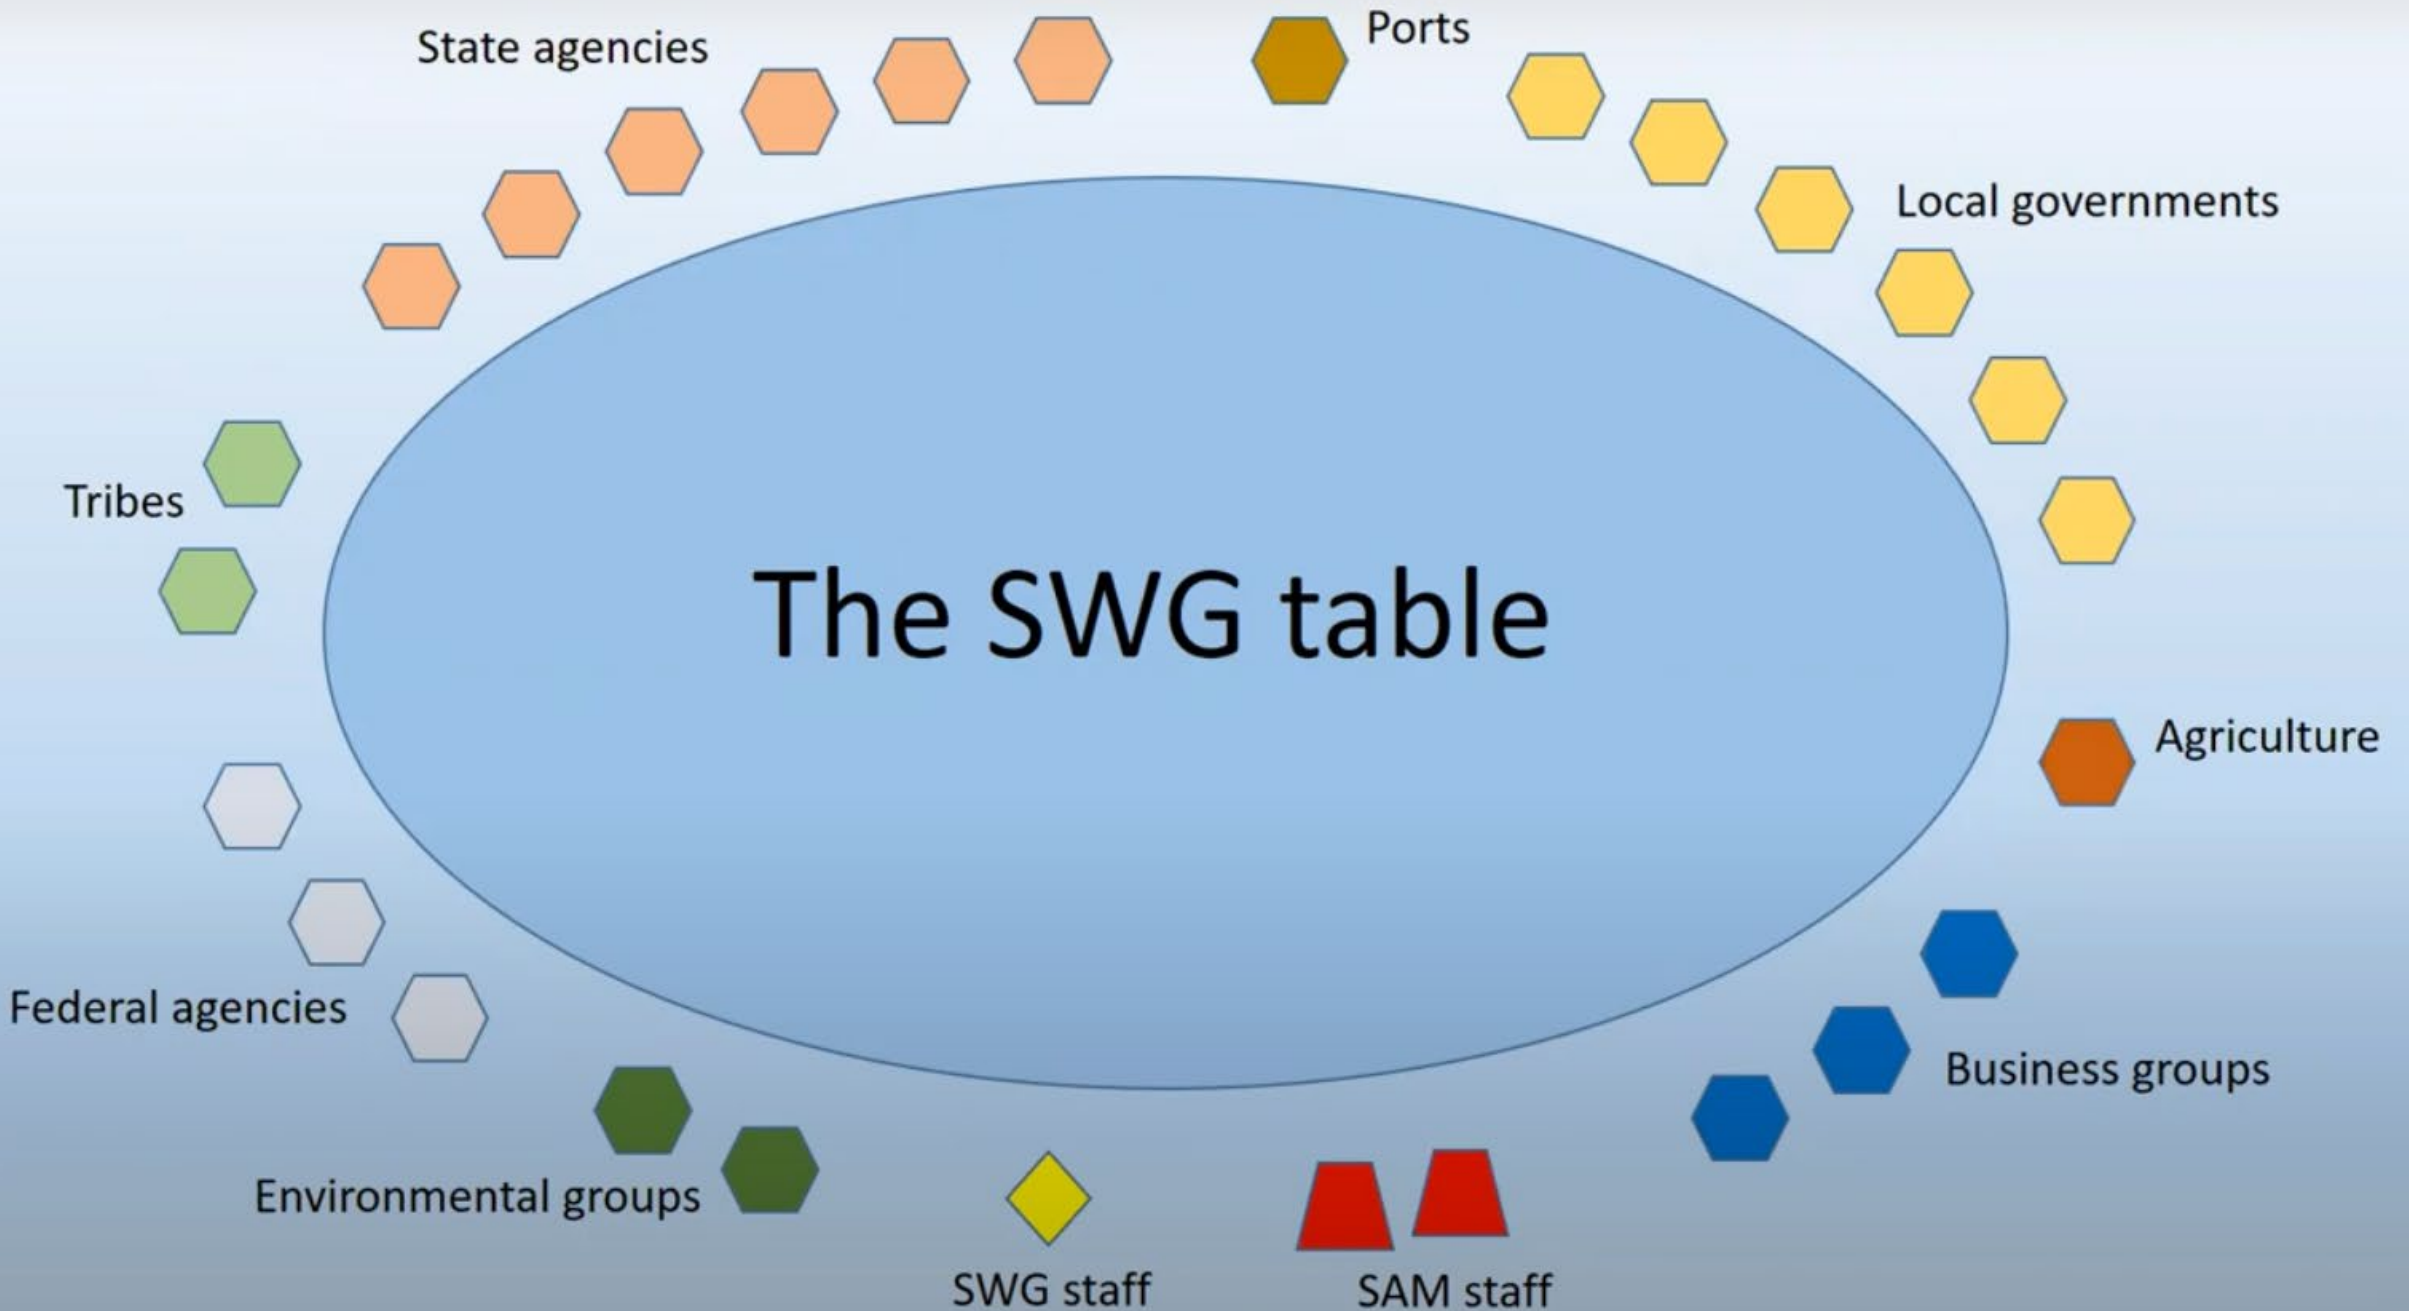 State agencies
Ports
Local governments
Tribes
The SWG table
Agriculture
Federal agencies
Business groups
Environmental groups
SWG staff
SAM staff